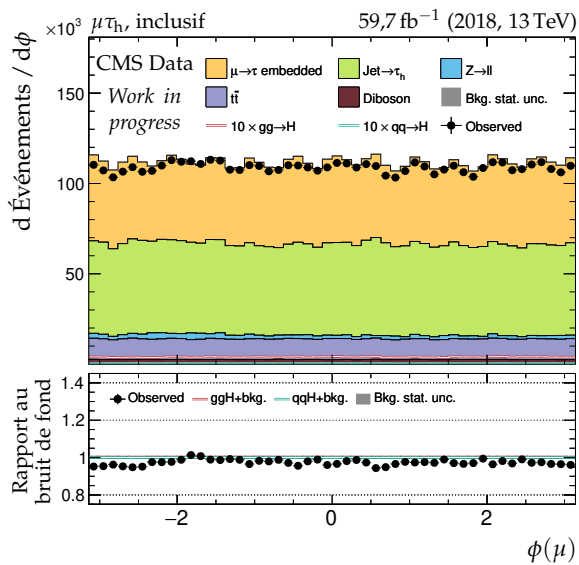 μτh, inclusif 59,7 fb−1 (2018, 13 TeV)
×10³
d Événements / dϕ
150
100
50
CMS Data
Work in
progress
μ→τ embedded Jet→τh Z→ll
tt̄ Diboson Bkg. stat. unc.
10 × gg→H 10 × qq→H Observed
Rapport au
bruit de fond
1.4
1.2
1
0.8
Observed ggH+bkg. qqH+bkg. Bkg. stat. unc.
−2 0 2
ϕ(μ)